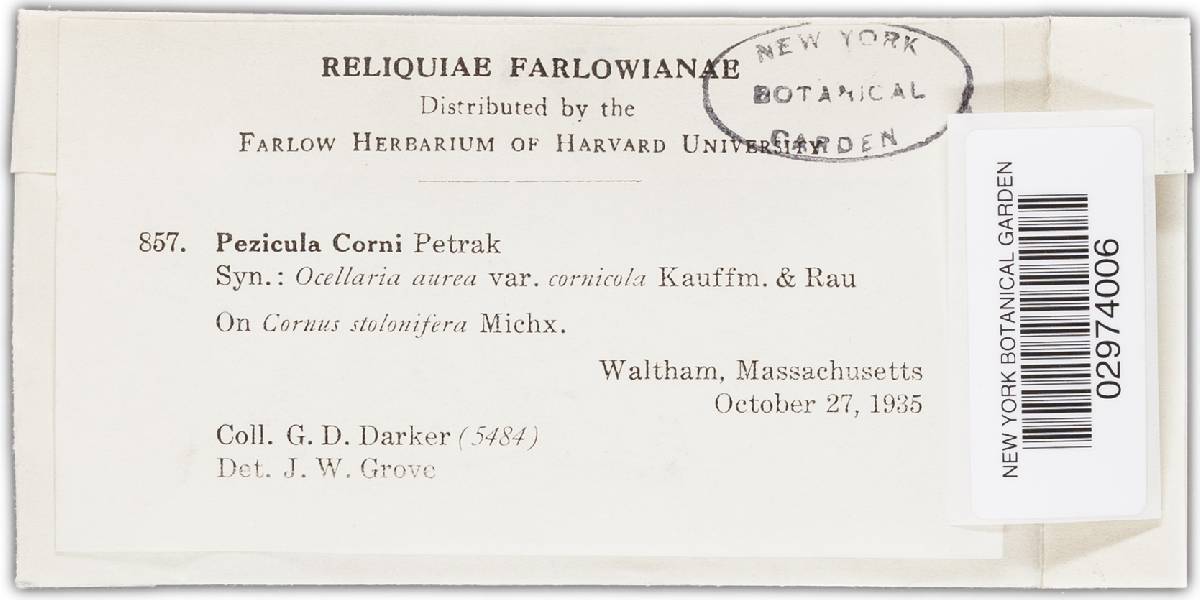 RELIQUIAE FARLOWIANAE
Distributed by the
FARLOW HERBARIUM OF HARVARD UNIVERSITY
NEW YORK
BOTANICAL
GARDEN
857. Pezicula Corni Petrak
Syn.: Ocellaria aurea var. cornicola Kauffm. & Rau
On Cornus stolonifera Michx.
Waltham, Massachusetts
October 27, 1935
Coll. G. D. Darker (5484)
Det. J. W. Grove
NEW YORK BOTANICAL GARDEN
02974006